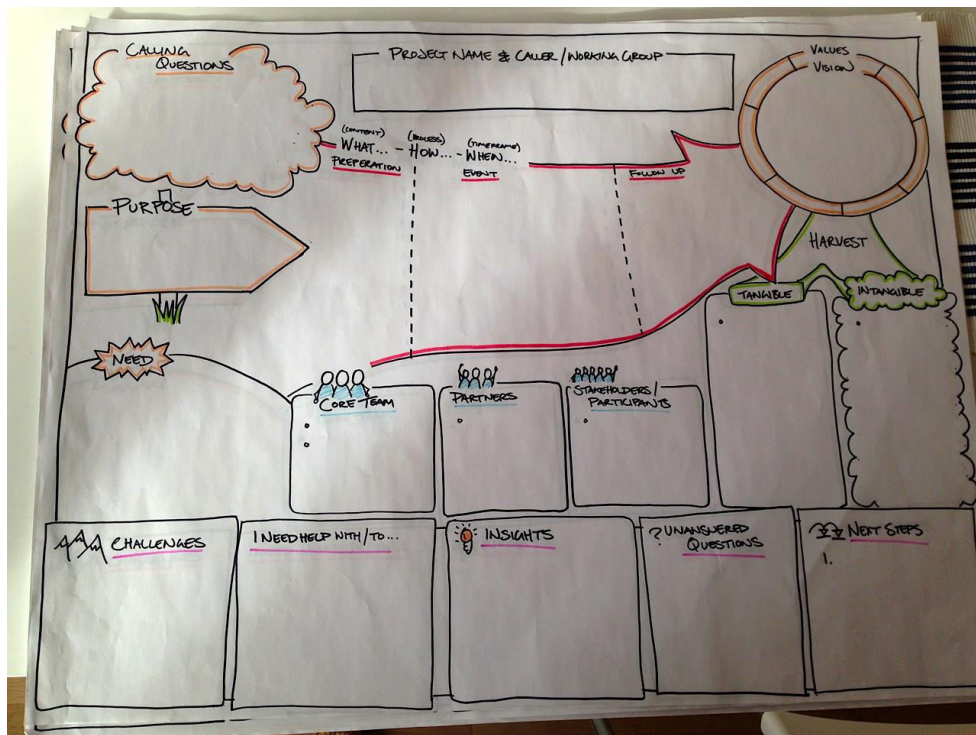 CALLING
QUESTIONS
PROJECT NAME & CALLER / WORKING GROUP
VALUES
VISION
(CONTENT)
WHAT... -
PREPERATION
(PROCESS)
HOW... -
(TIMEFRAME)
WHEN...
EVENT
FOLLOW UP
PURPOSE
HARVEST
TANGIBLE
INTANGIBLE
NEED
CORE TEAM
PARTNERS
STAKEHOLDERS/
PARTICIPANTS
CHALLENGES
I NEED HELP WITH / TO...
INSIGHTS
? UNANSWERED
QUESTIONS
NEXT STEPS
1.